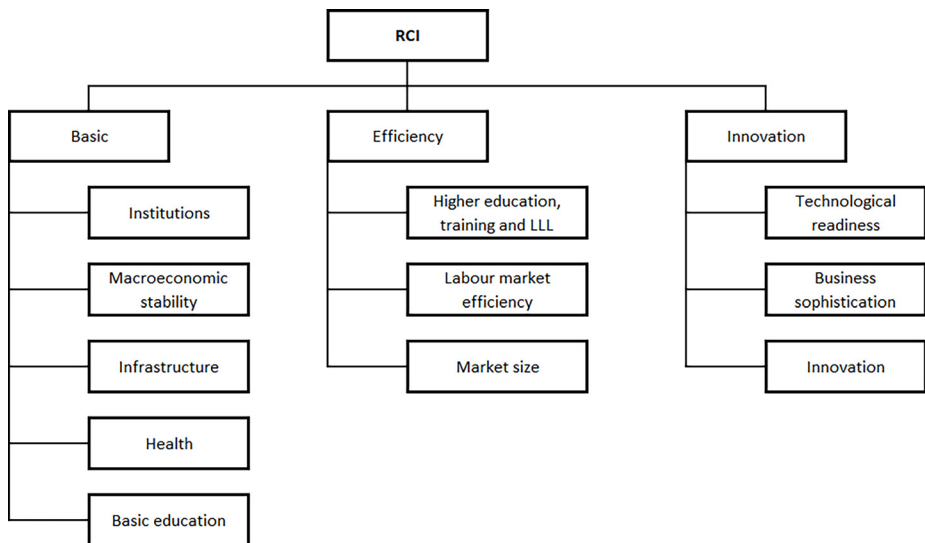 RCI
Basic
Efficiency
Innovation
Institutions
Macroeconomic
stability
Infrastructure
Health
Basic education
Higher education,
training and LLL
Labour market
efficiency
Market size
Technological
readiness
Business
sophistication
Innovation